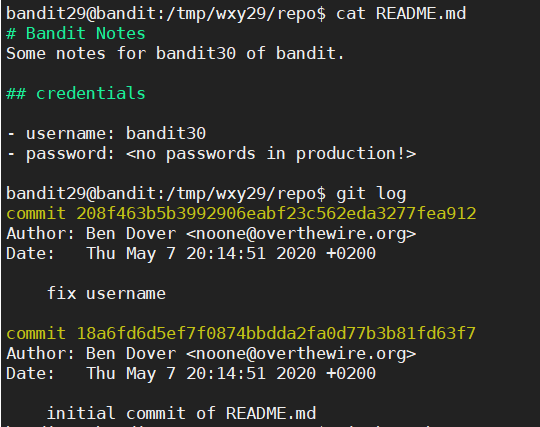 bandit29@bandit:/tmp/wxy29/repo$ cat README.md
# Bandit Notes
Some notes for bandit30 of bandit.
## credentials
- username: bandit30
- password: <no passwords in production!>
bandit29@bandit:/tmp/wxy29/repo$ git log
commit 208f463b5b3992906eabf23c562eda3277fea912
Author: Ben Dover <noone@overthewire.org>
Date:   Thu May 7 20:14:51 2020 +0200
fix username
commit 18a6fd6d5ef7f0874bbdda2fa0d77b3b81fd63f7
Author: Ben Dover <noone@overthewire.org>
Date:   Thu May 7 20:14:51 2020 +0200
initial commit of README.md